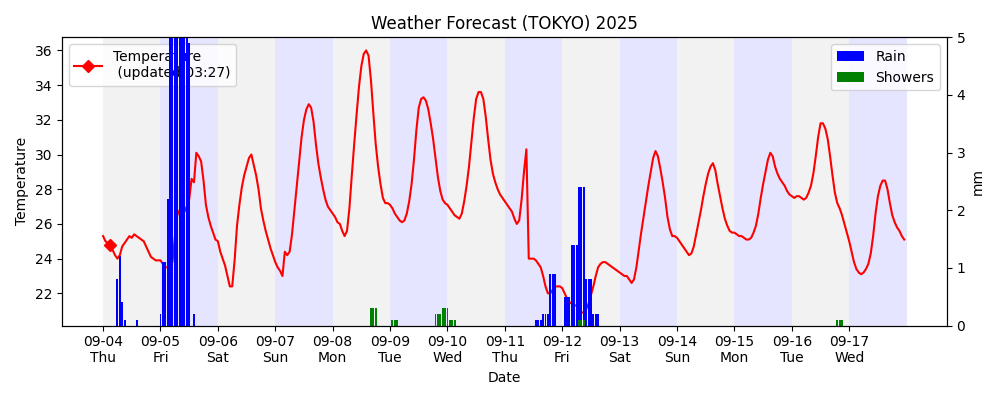 Weather Forecast (TOKYO) 2025
Temperature
(updated 03:27)
Rain
Showers
Temperature
36
34
32
30
28
26
24
22
5
4
3
2
1
0
mm
09-04 09-05 09-06 09-07 09-08 09-09 09-10 09-11 09-12 09-13 09-14 09-15 09-16 09-17
Thu Fri Sat Sun Mon Tue Wed Thu Fri Sat Sun Mon Tue Wed
Date